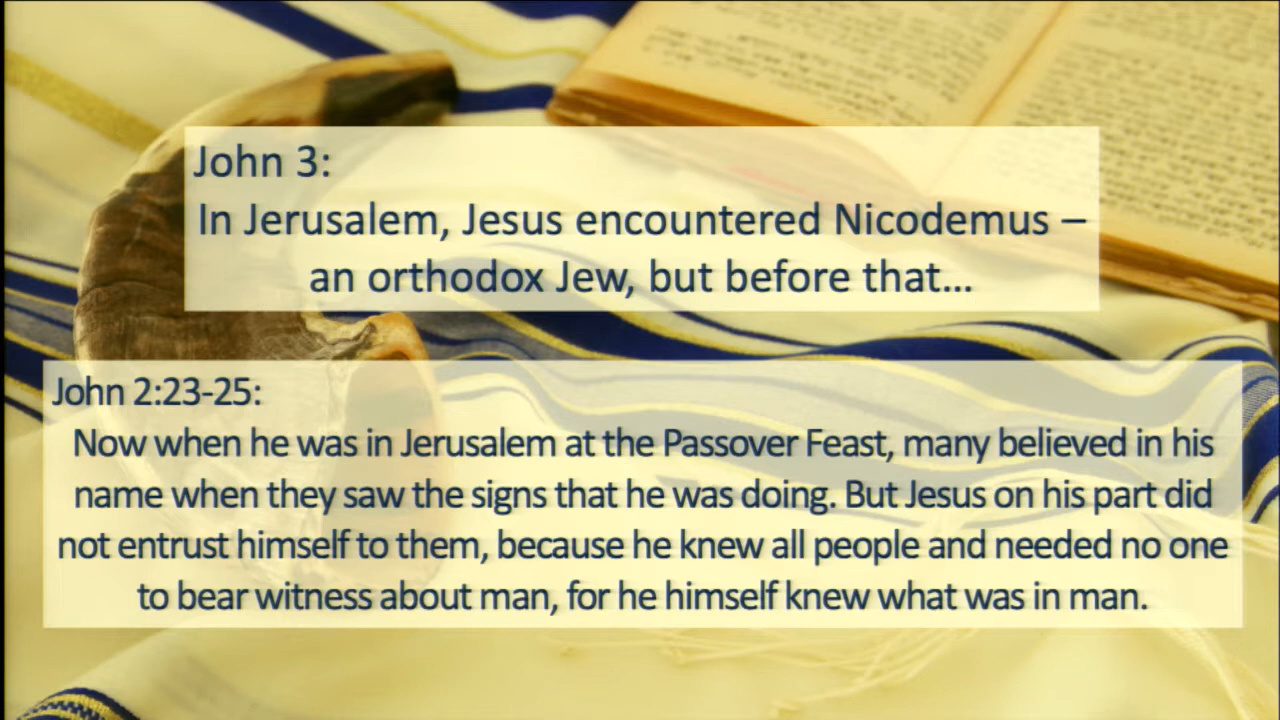 John 3:
In Jerusalem, Jesus encountered Nicodemus –
an orthodox Jew, but before that...
John 2:23-25:
Now when he was in Jerusalem at the Passover Feast, many believed in his
name when they saw the signs that he was doing. But Jesus on his part did
not entrust himself to them, because he knew all people and needed no one
to bear witness about man, for he himself knew what was in man.